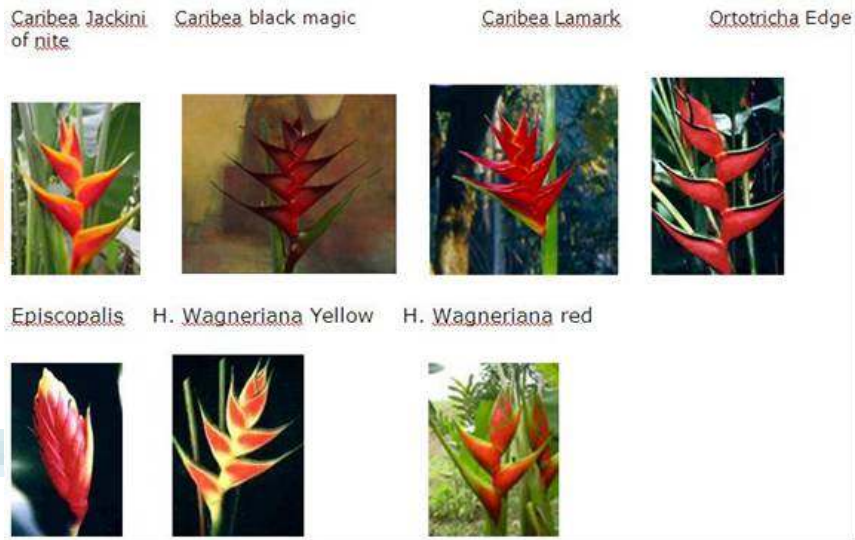 Caribea Jackini Caribea black magic Caribea Lamark Ortotricha Edge
of nite
Episcopalis H. Wagneriana Yellow H. Wagneriana red